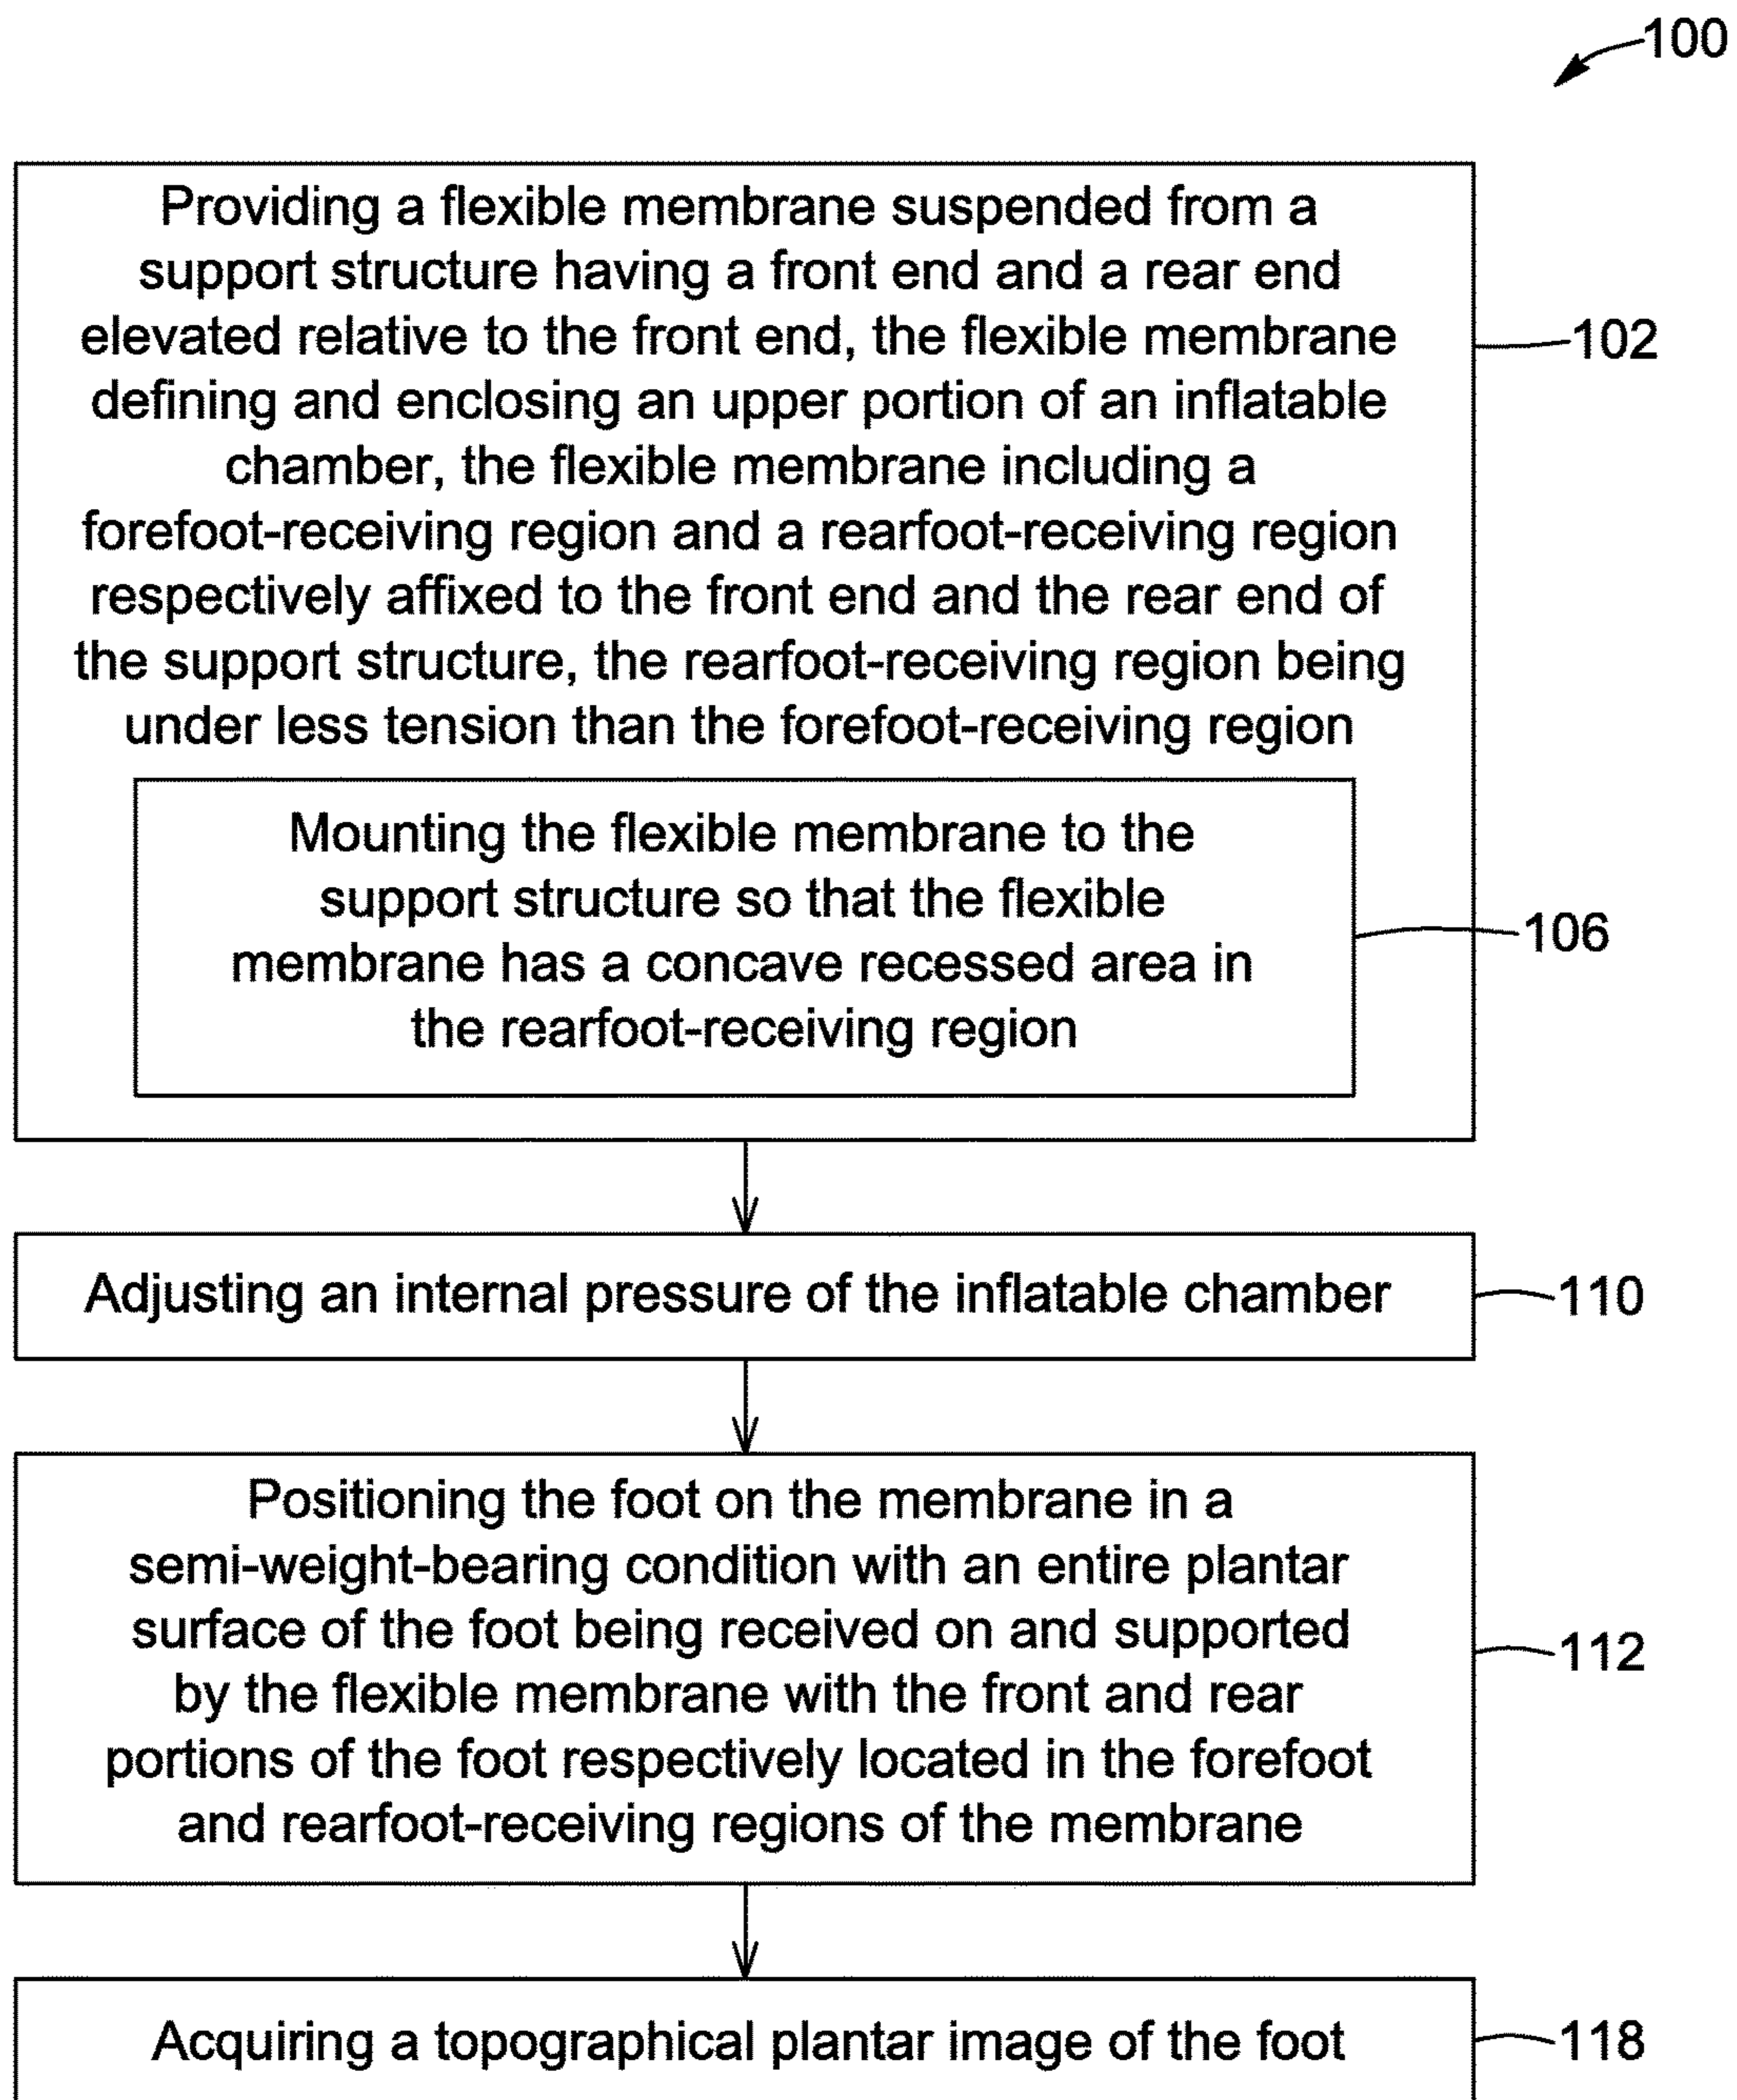 100
Providing a flexible membrane suspended from a
support structure having a front end and a rear end
elevated relative to the front end, the flexible membrane
defining and enclosing an upper portion of an inflatable
chamber, the flexible membrane including a
forefoot-receiving region and a rearfoot-receiving region
respectively affixed to the front end and the rear end of
the support structure, the rearfoot-receiving region being
under less tension than the forefoot-receiving region
102
Mounting the flexible membrane to the
support structure so that the flexible
membrane has a concave recessed area in
the rearfoot-receiving region
106
Adjusting an internal pressure of the inflatable chamber
110
Positioning the foot on the membrane in a
semi-weight-bearing condition with an entire plantar
surface of the foot being received on and supported
by the flexible membrane with the front and rear
portions of the foot respectively located in the forefoot
and rearfoot-receiving regions of the membrane
112
Acquiring a topographical plantar image of the foot
118